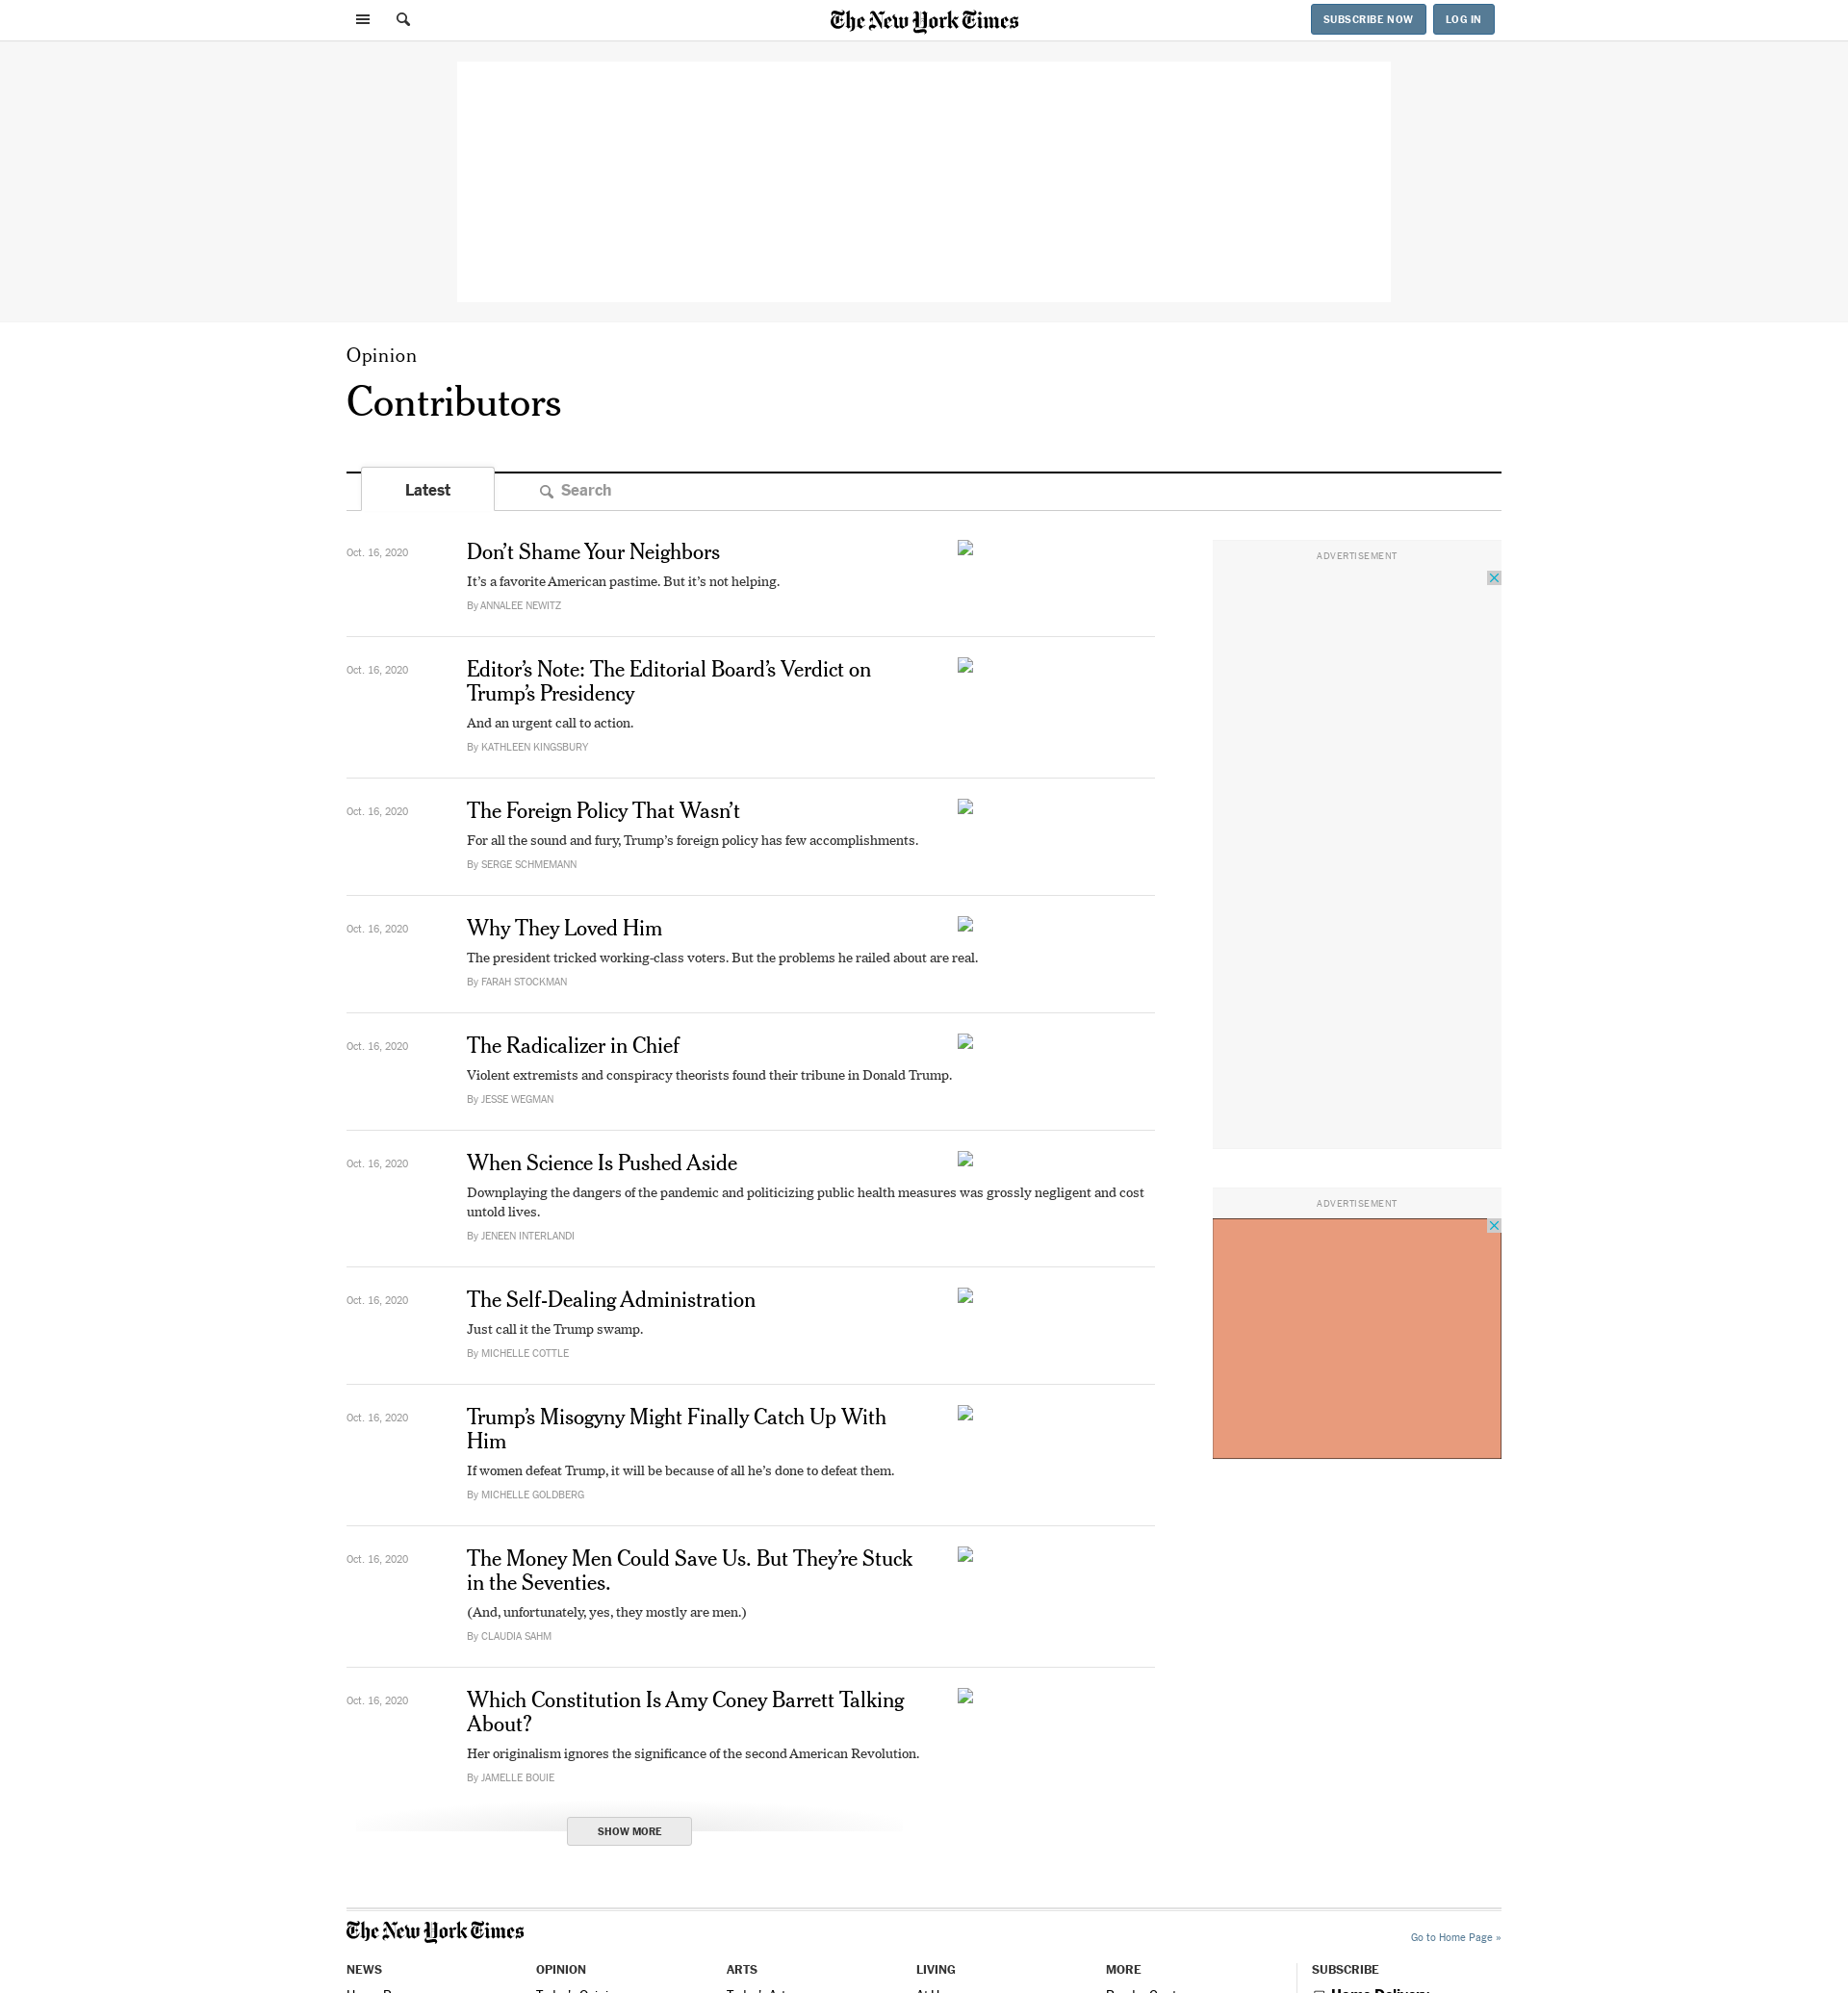 The New York Times
SUBSCRIBE NOW
LOG IN
Opinion
Contributors
Latest
Search
Oct. 16, 2020
Don’t Shame Your Neighbors
It’s a favorite American pastime. But it’s not helping.
By ANNALEE NEWITZ
Oct. 16, 2020
Editor’s Note: The Editorial Board’s Verdict on
Trump’s Presidency
And an urgent call to action.
By KATHLEEN KINGSBURY
Oct. 16, 2020
The Foreign Policy That Wasn’t
For all the sound and fury, Trump’s foreign policy has few accomplishments.
By SERGE SCHMEMANN
Oct. 16, 2020
Why They Loved Him
The president tricked working-class voters. But the problems he railed about are real.
By FARAH STOCKMAN
Oct. 16, 2020
The Radicalizer in Chief
Violent extremists and conspiracy theorists found their tribune in Donald Trump.
By JESSE WEGMAN
Oct. 16, 2020
When Science Is Pushed Aside
Downplaying the dangers of the pandemic and politicizing public health measures was grossly negligent and cost
untold lives.
By JENEEN INTERLANDI
Oct. 16, 2020
The Self-Dealing Administration
Just call it the Trump swamp.
By MICHELLE COTTLE
Oct. 16, 2020
Trump’s Misogyny Might Finally Catch Up With
Him
If women defeat Trump, it will be because of all he’s done to defeat them.
By MICHELLE GOLDBERG
Oct. 16, 2020
The Money Men Could Save Us. But They’re Stuck
in the Seventies.
(And, unfortunately, yes, they mostly are men.)
By CLAUDIA SAHM
Oct. 16, 2020
Which Constitution Is Amy Coney Barrett Talking
About?
Her originalism ignores the significance of the second American Revolution.
By JAMELLE BOUIE
SHOW MORE
ADVERTISEMENT
ADVERTISEMENT
The New York Times
Go to Home Page »
NEWS
OPINION
ARTS
LIVING
MORE
SUBSCRIBE
Home Delivery